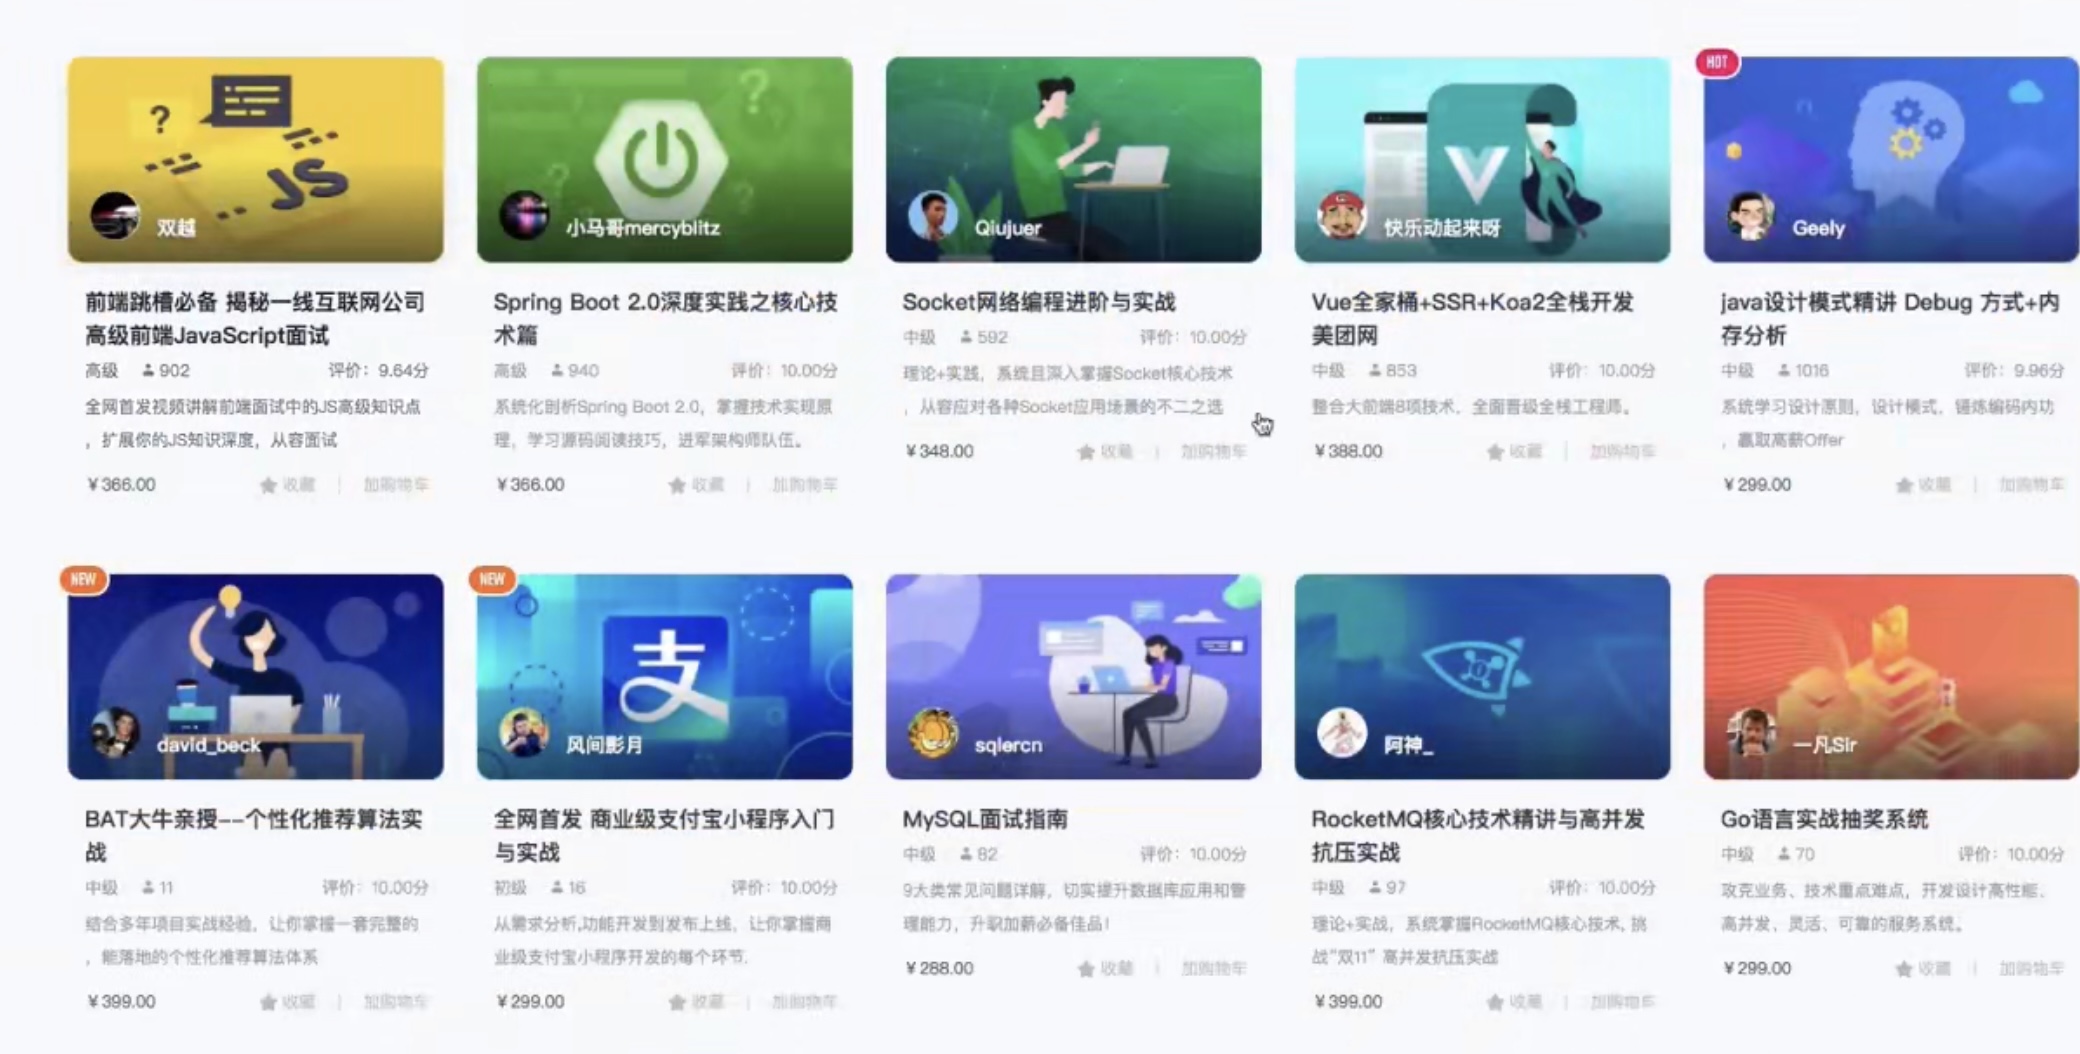 ?
JS
双越
前端跳槽必备 揭秘一线互联网公司
高级前端JavaScript面试
高级 902 评价：9.64分
全网首发视频讲解前端面试中的JS高级知识点
，扩展你的JS知识深度，从容面试
¥366.00 收藏 | 加购物车
小马哥mercyblitz
Spring Boot 2.0深度实践之核心技
术篇
高级 940 评价：10.00分
系统化剖析Spring Boot 2.0，掌握技术实现原
理，学习源码阅读技巧，进军架构师队伍。
¥366.00 收藏 | 加购物车
Qiujuer
Socket网络编程进阶与实战
中级 592 评价：10.00分
理论+实践，系统且深入掌握Socket核心技术
，从容应对各种Socket应用场景的不二之选
¥348.00 收藏 | 加购物车
快乐动起来呀
Vue全家桶+SSR+Koa2全栈开发
美团网
中级 853 评价：10.00分
整合大前端8项技术，全面晋级全栈工程师。
¥388.00 收藏 | 加购物车
HOT
Geely
java设计模式精讲 Debug 方式+内
存分析
中级 1016 评价：9.96分
系统学习设计原则，设计模式，锤炼编码内功
，赢取高薪Offer
¥299.00 收藏 | 加购物车
NEW
david_beck
BAT大牛亲授--个性化推荐算法实
战
中级 11 评价：10.00分
结合多年项目实战经验，让你掌握一套完整的
，能落地的个性化推荐算法体系
¥399.00 收藏 | 加购物车
NEW
支
风间影月
全网首发 商业级支付宝小程序入门
与实战
初级 16 评价：10.00分
从需求分析,功能开发到发布上线，让你掌握商
业级支付宝小程序开发的每个环节.
¥299.00 收藏 | 加购物车
sqlercn
MySQL面试指南
中级 82 评价：10.00分
9大类常见问题详解，切实提升数据库应用和管
理能力，升职加薪必备佳品！
¥288.00 收藏 | 加购物车
阿神_
RocketMQ核心技术精讲与高并发
抗压实战
中级 97 评价：10.00分
理论+实战，系统掌握RocketMQ核心技术, 挑
战"双11" 高并发抗压实战
¥399.00 收藏 | 加购物车
一凡Sir
Go语言实战抽奖系统
中级 70 评价：10.00分
攻克业务、技术重点难点，开发设计高性能、
高并发、灵活、可靠的服务系统。
¥299.00 收藏 | 加购物车